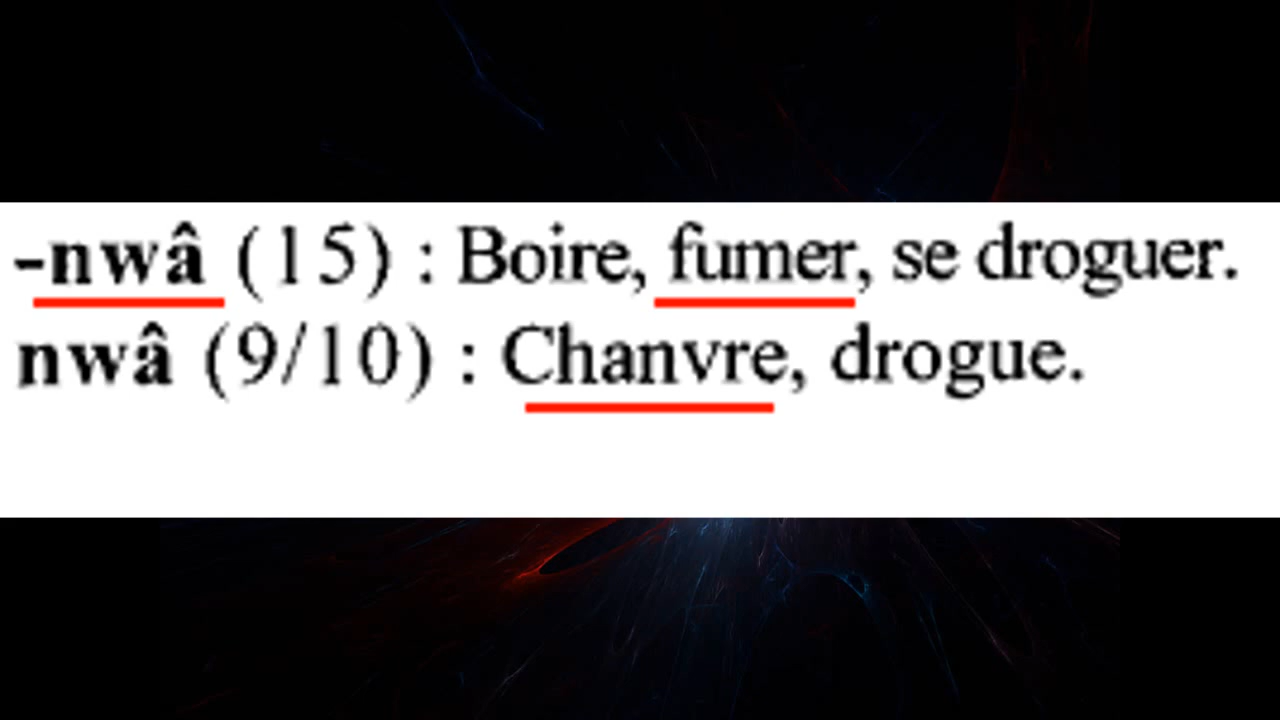 -nwâ (15) : Boire, fumer, se droguer.
nwâ (9/10) : Chanvre, drogue.